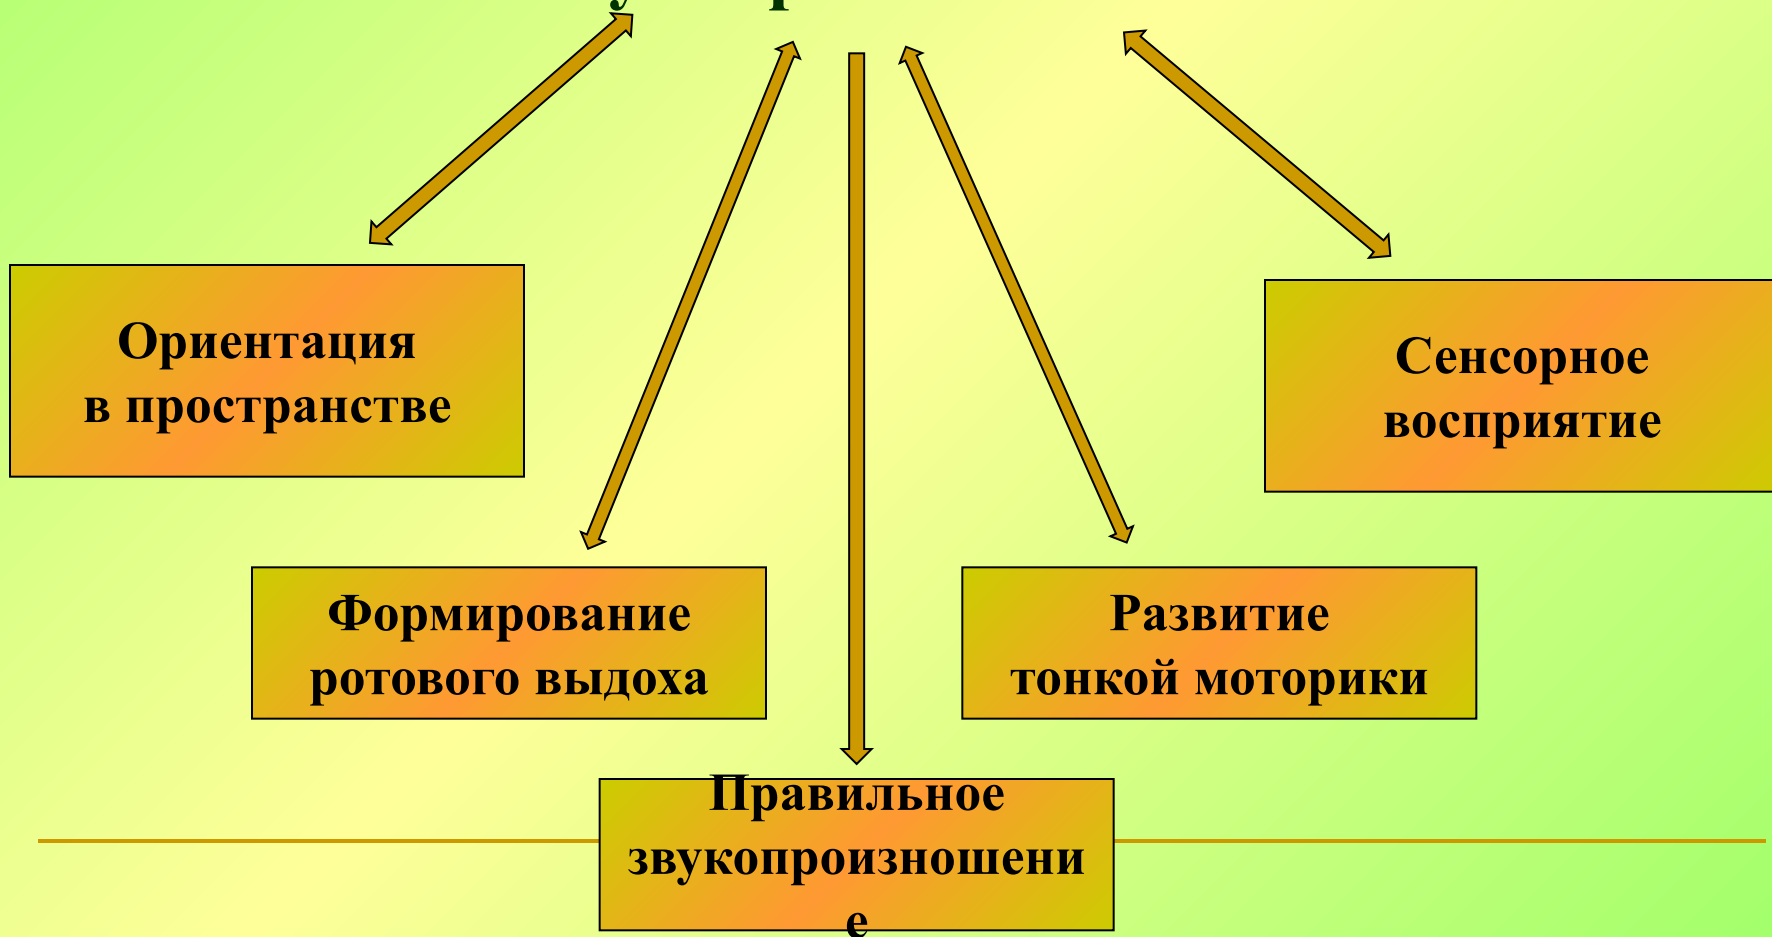 Ориентация
в пространстве
Сенсорное
восприятие
Формирование
ротового выдоха
Развитие
тонкой моторики
Правильное
звукопроизношени
е